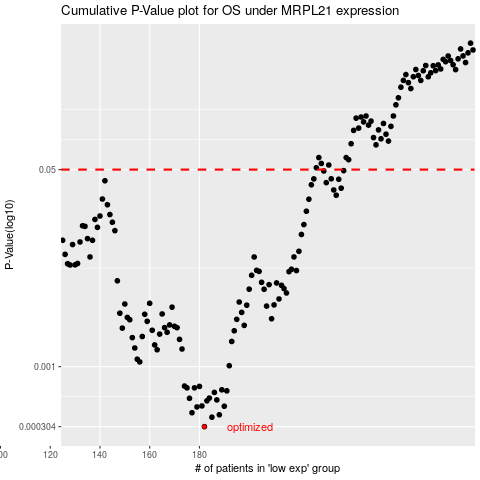 Cumulative P-Value plot for OS under MRPL21 expression
P-Value(log10)
0.05
0.001
0.000304
optimized
00 120 140 160 180
# of patients in 'low exp' group